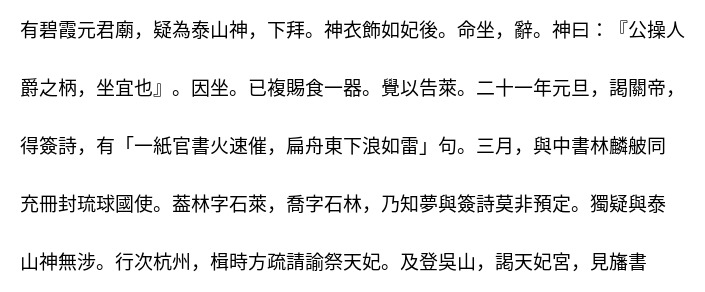 有碧霞元君廟，疑為泰山神，下拜。神衣飾如妃後。命坐，辭。神曰：『公操人
爵之柄，坐宜也』。因坐。已複賜食一器。覺以告萊。二十一年元旦，謁關帝，
得簽詩，有「一紙官書火速催，扁舟東下浪如雷」句。三月，與中書林麟皴同
充冊封琉球國使。蓋林字石萊，喬字石林，乃知夢與簽詩莫非預定。獨疑與泰
山神無涉。行次杭州，楫時方疏請諭祭天妃。及登吳山，謁天妃宮，見旛書